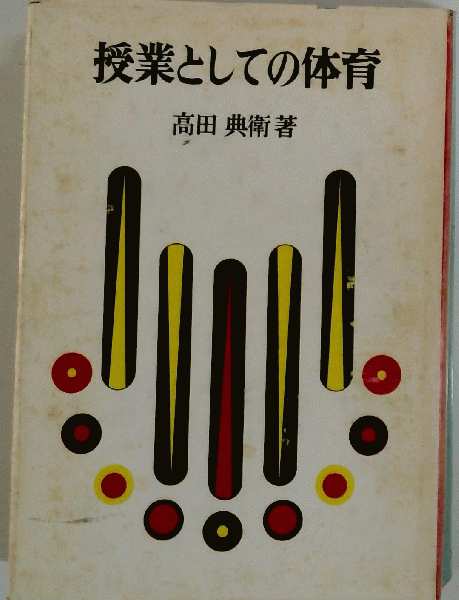 授業としての体育
高田 典衛 著